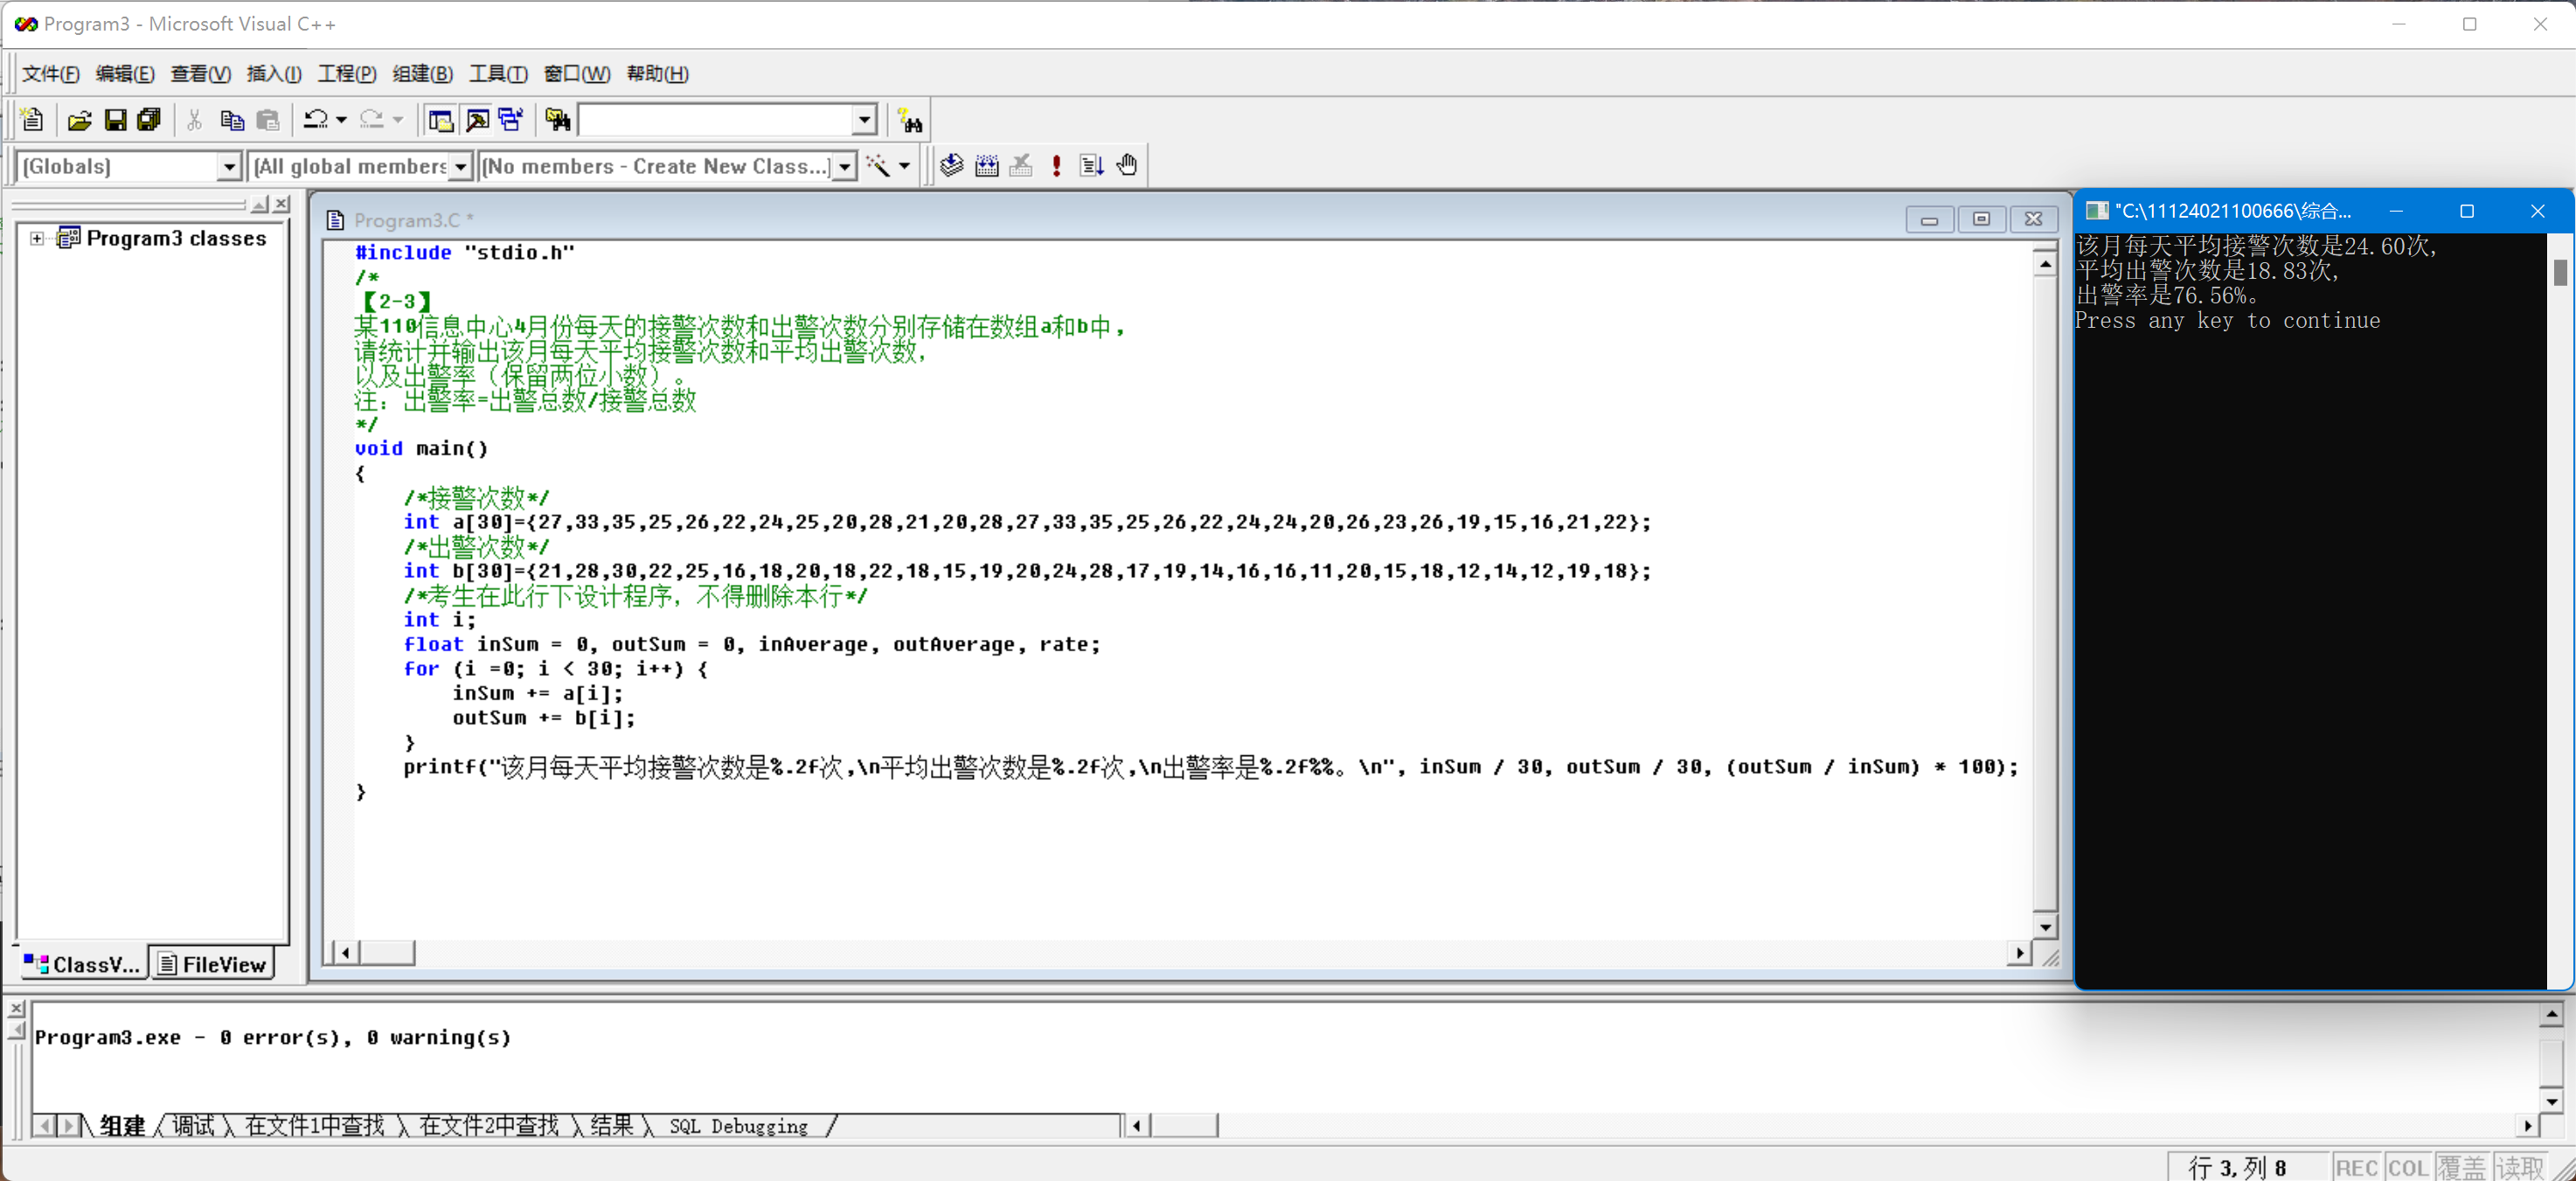 Program3 - Microsoft Visual C++
文件(F) 编辑(E) 查看(V) 插入(I) 工程(P) 组建(B) 工具(T) 窗口(W) 帮助(H)
(Globals) (All global members (No members - Create New Class...)
Program3 classes
ClassV... FileView
Program3.C *
#include "stdio.h"
/*
【2-3】
某110信息中心4月份每天的接警次数和出警次数分别存储在数组a和b中，
请统计并输出该月每天平均接警次数和平均出警次数，
以及出警率（保留两位小数）。
注：出警率=出警总数/接警总数
*/
void main()
{
    /*接警次数*/
    int a[30]={27,33,35,25,26,22,24,25,20,28,21,20,28,27,33,35,25,26,22,24,24,20,26,23,26,19,15,16,21,22};
    /*出警次数*/
    int b[30]={21,28,30,22,25,16,18,20,18,22,18,15,19,20,24,28,17,19,14,16,16,11,20,15,18,12,14,12,19,18};
    /*考生在此行下设计程序，不得删除本行*/
    int i;
    float inSum = 0, outSum = 0, inAverage, outAverage, rate;
    for (i =0; i < 30; i++) {
        inSum += a[i];
        outSum += b[i];
    }
    printf("该月每天平均接警次数是%.2f次,\n平均出警次数是%.2f次,\n出警率是%.2f%%。\n", inSum / 30, outSum / 30, (outSum / inSum) * 100);
}
"C:\11124021100666\综合...
该月每天平均接警次数是24.60次,
平均出警次数是18.83次,
出警率是76.56%。
Press any key to continue
Program3.exe - 0 error(s), 0 warning(s)
组建 调试 在文件1中查找 在文件2中查找 结果 SQL Debugging
行 3, 列 8 REC COL 覆盖 读取